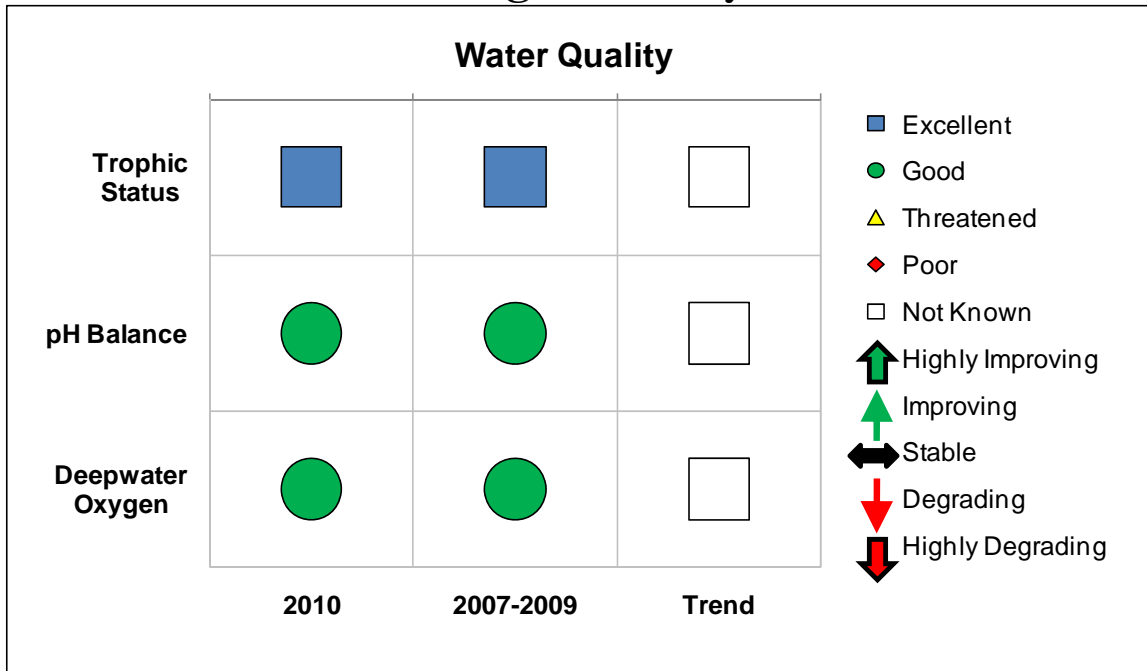 Water Quality
Trophic
Status
pH Balance
Deepwater
Oxygen
2010
2007-2009
Trend
Excellent
Good
Threatened
Poor
Not Known
Highly Improving
Improving
Stable
Degrading
Highly Degrading